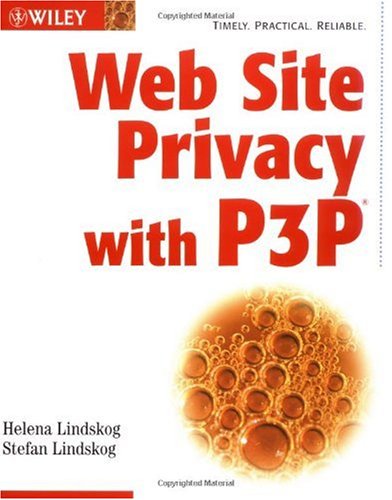 Copyrighted Material
WILEY
TIMELY. PRACTICAL. RELIABLE.
Web Site
Privacy
with P3P®
Helena Lindskog
Stefan Lindskog
Copyrighted Material